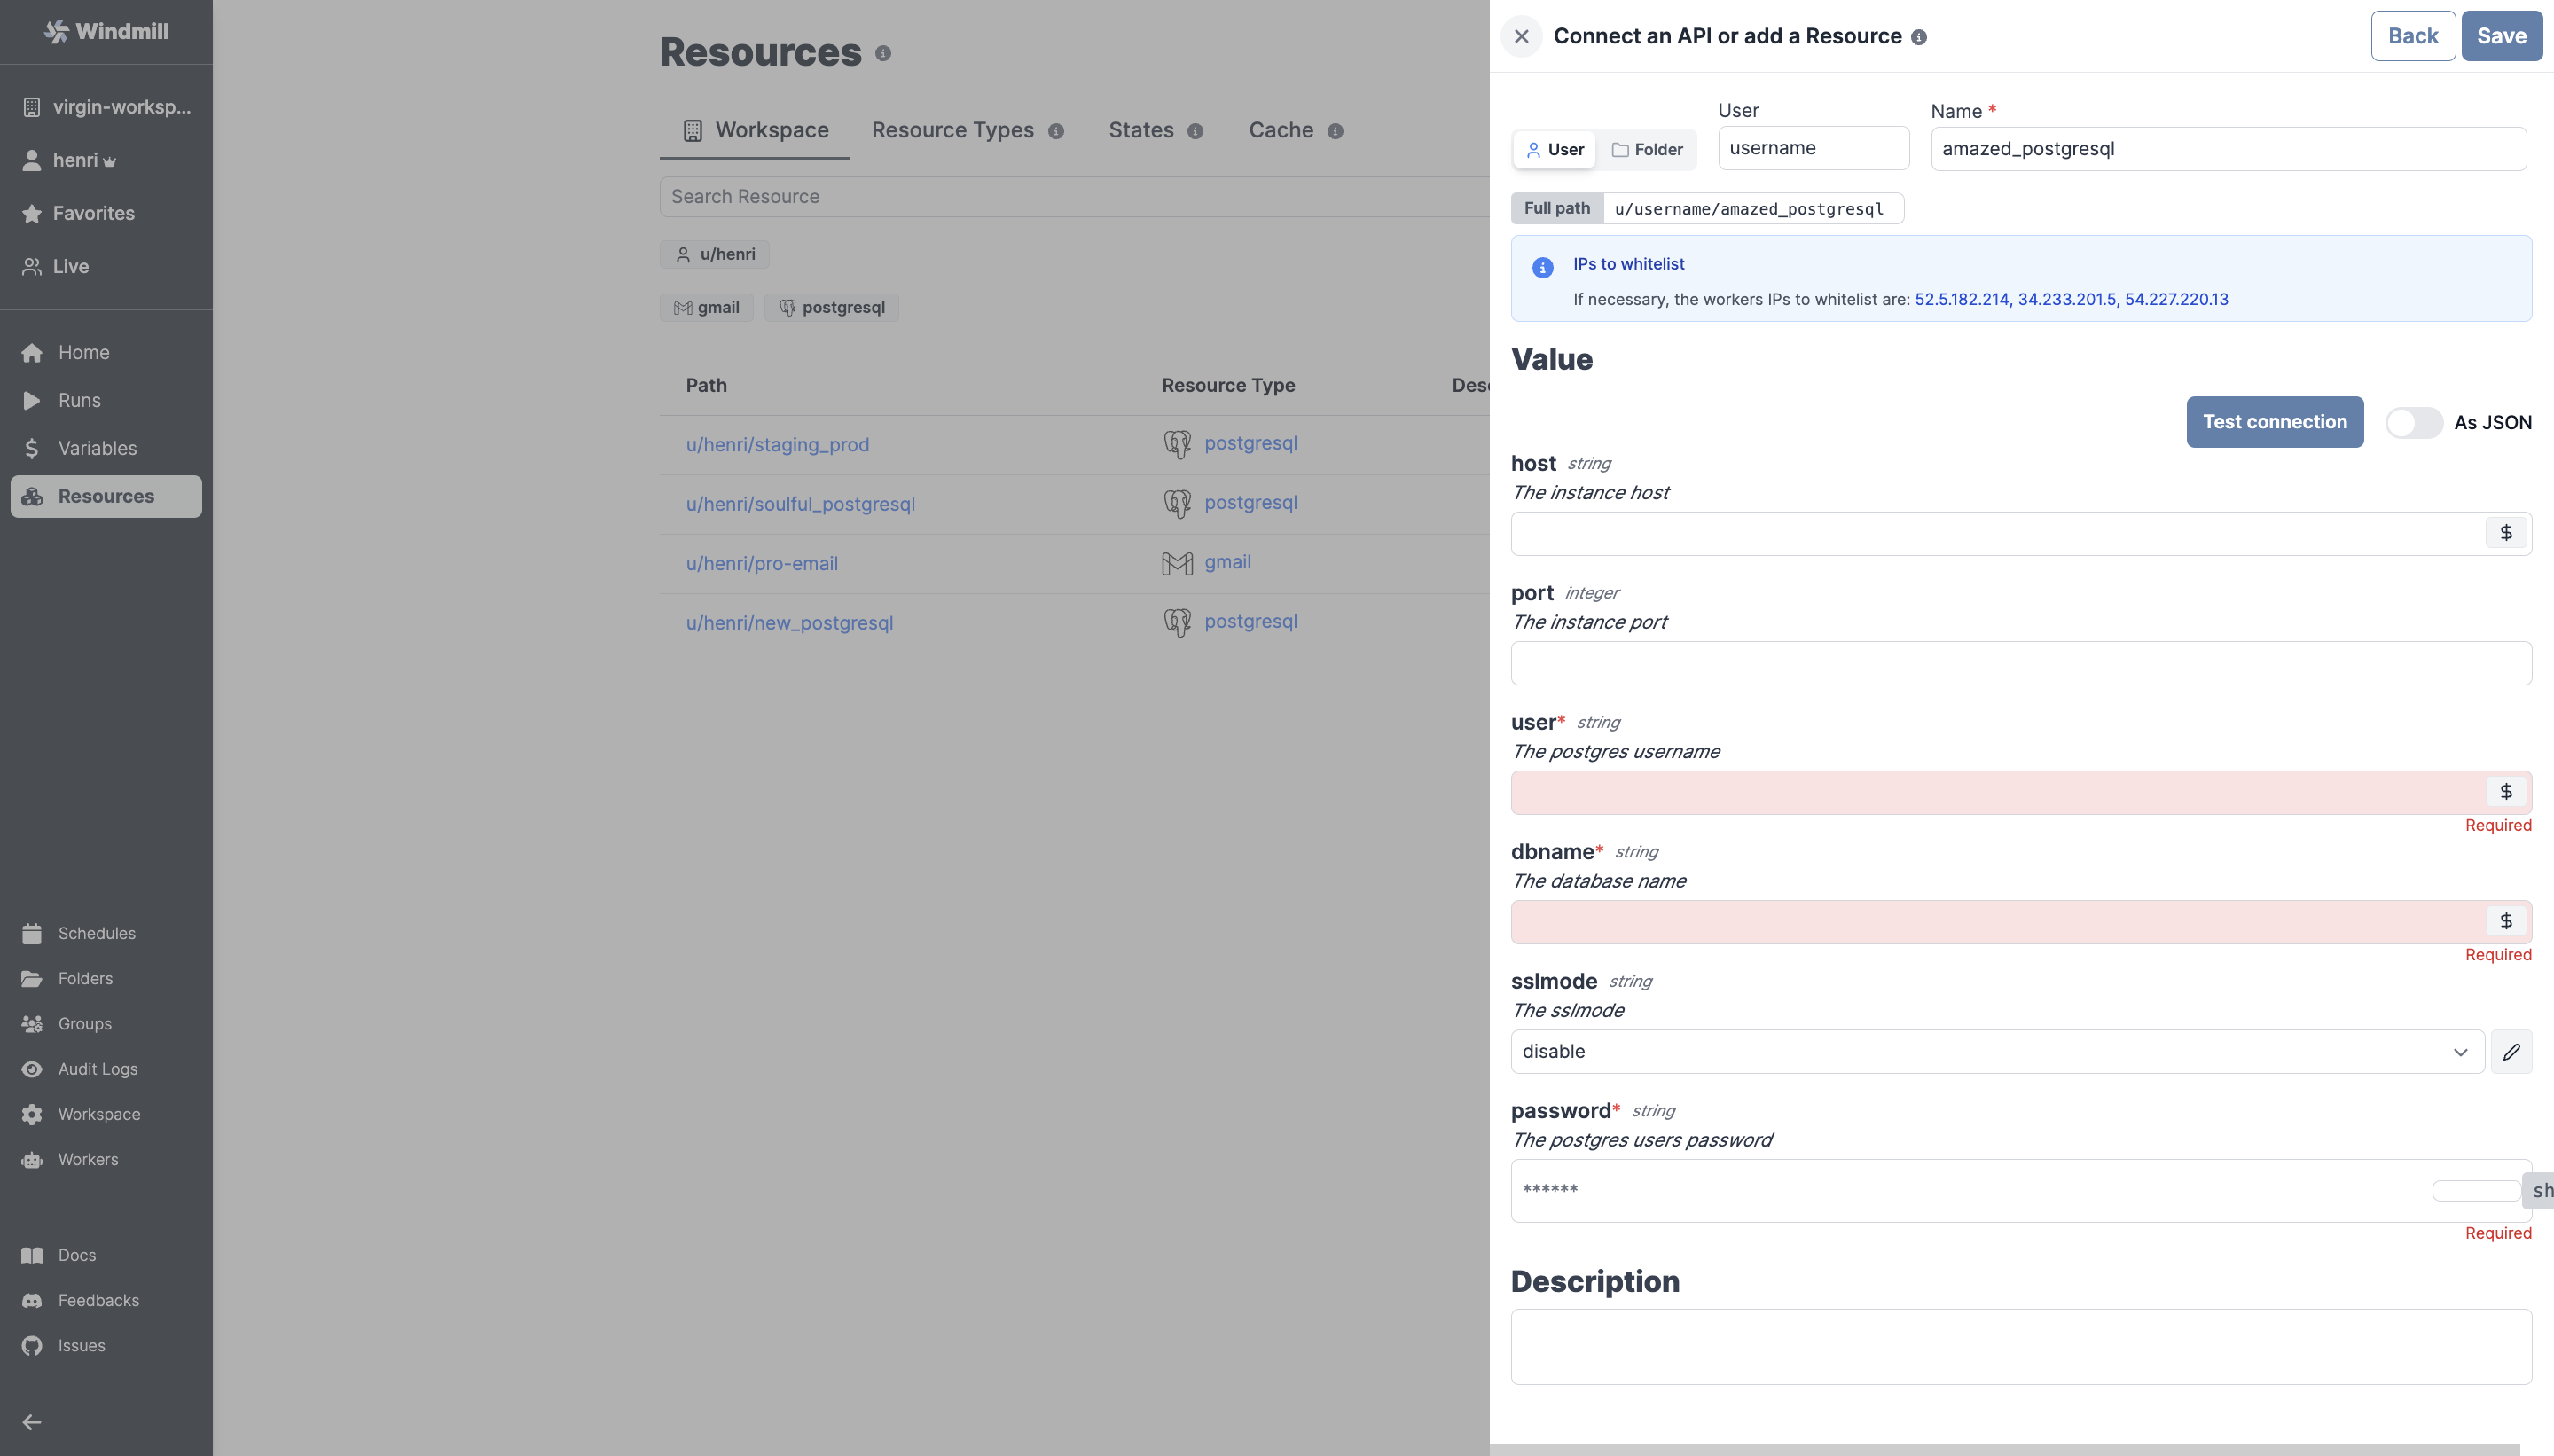 Windmill
virgin-worksp...
henri
Favorites
Live
Home
Runs
Variables
Resources
Schedules
Folders
Groups
Audit Logs
Workspace
Workers
Docs
Feedbacks
Issues
Resources
Workspace
Resource Types
States
Cache
Search Resource
u/henri
gmail
postgresql
Path Resource Type
u/henri/staging_prod postgresql
u/henri/soulful_postgresql postgresql
u/henri/pro-email gmail
u/henri/new_postgresql postgresql
Connect an API or add a Resource
Back
Save
User
Folder
User
username
Name *
amazed_postgresql
Full path u/username/amazed_postgresql
IPs to whitelist
If necessary, the workers IPs to whitelist are: 52.5.182.214, 34.233.201.5, 54.227.220.13
Value
Test connection
As JSON
host string
The instance host
$
port integer
The instance port
user* string
The postgres username
$
Required
dbname* string
The database name
$
Required
sslmode string
The sslmode
disable
password* string
The postgres users password
******
Required
Description